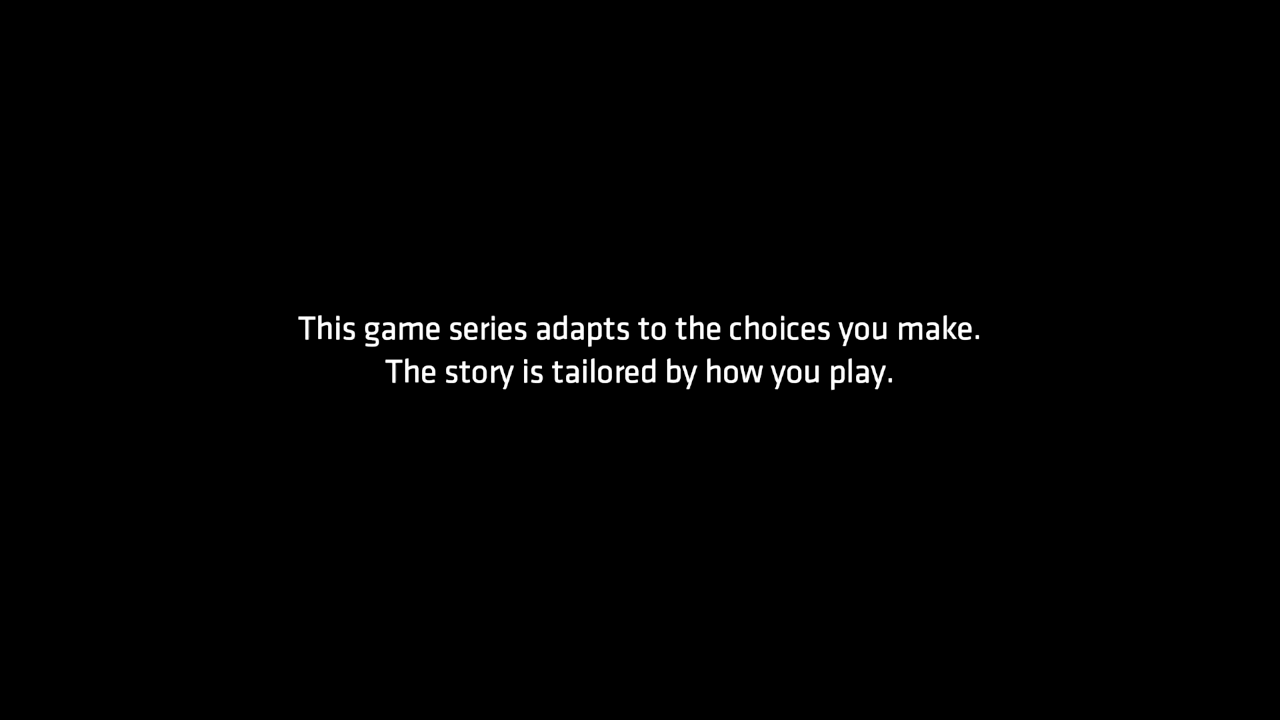 This game series adapts to the choices you make.
The story is tailored by how you play.